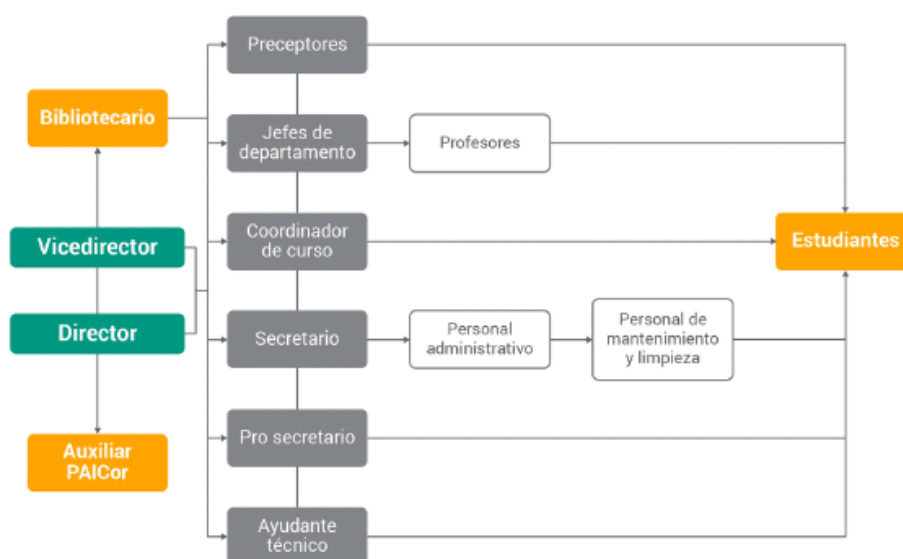 Preceptores
Bibliotecario
Jefes de
departamento
Profesores
Vicedirector
Coordinador
de curso
Estudiantes
Director
Secretario
Personal
administrativo
Personal de
mantenimiento
y limpieza
Auxiliar
PAICor
Pro secretario
Ayudante
técnico